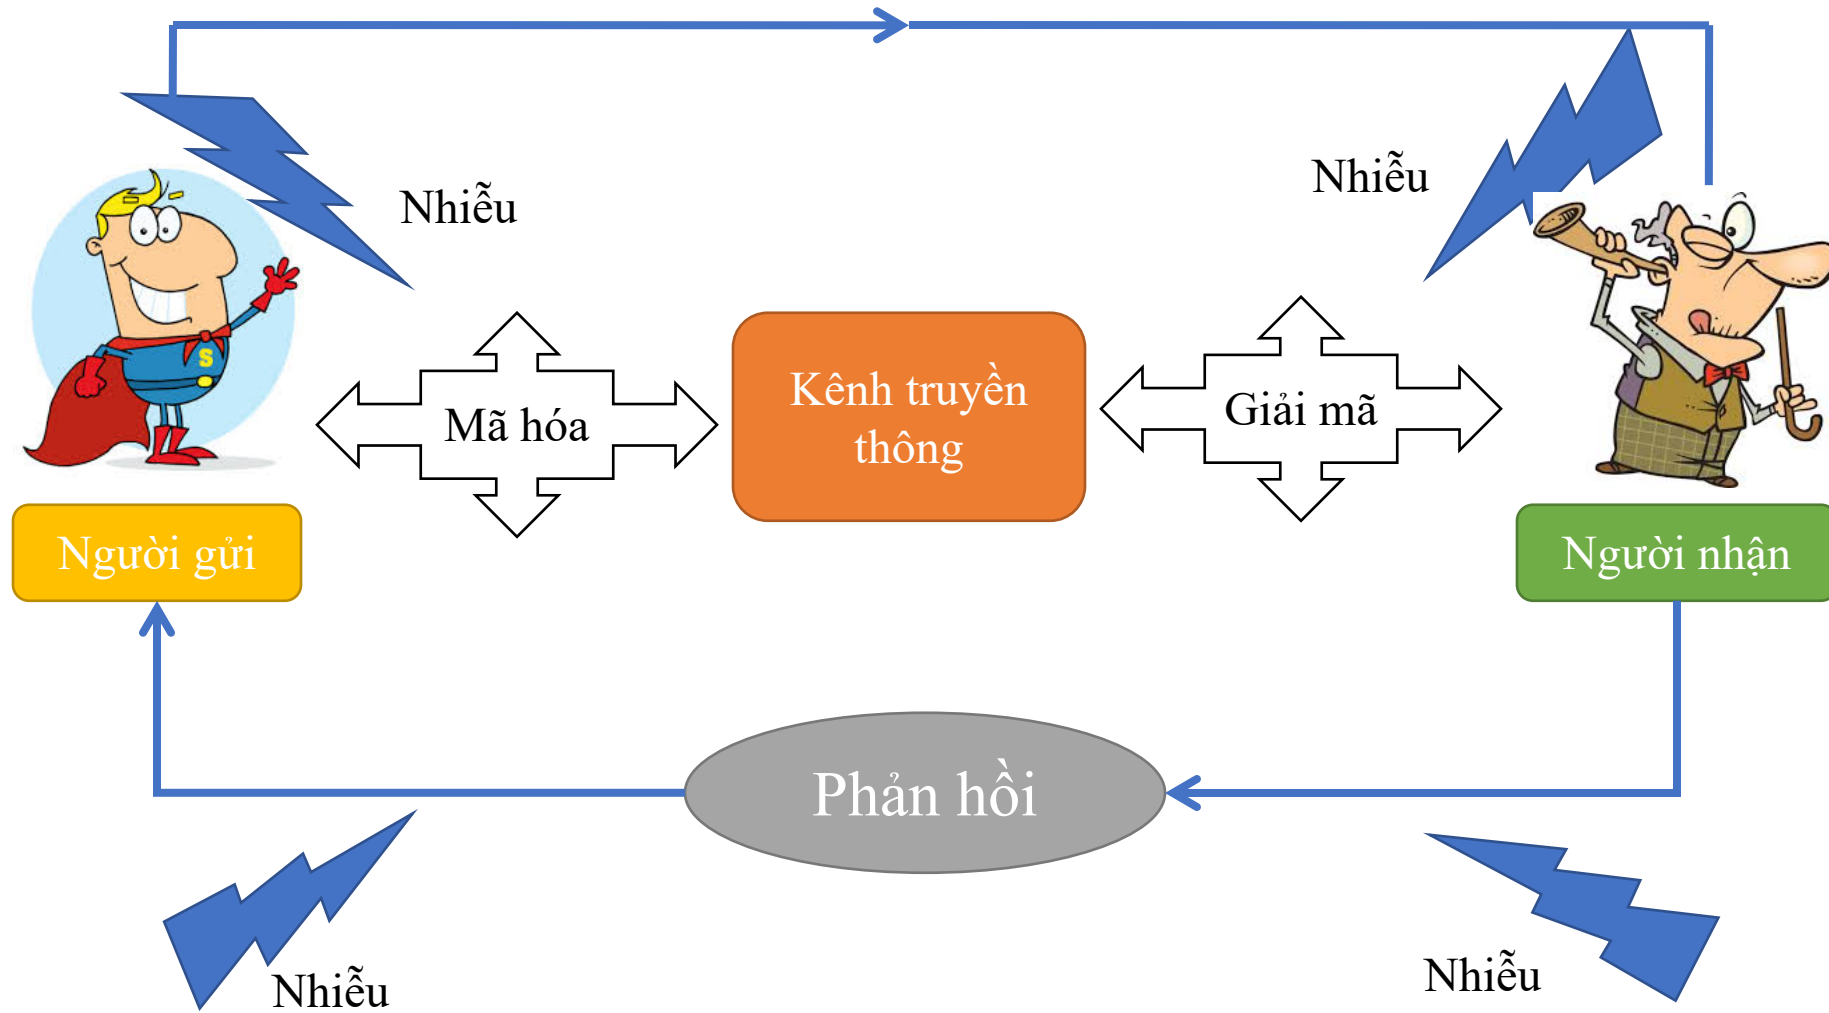 Nhiễu
Nhiễu
S
Mã hóa
Kênh truyền
thông
Giải mã
Người gửi
Người nhận
Phản hồi
Nhiễu
Nhiễu